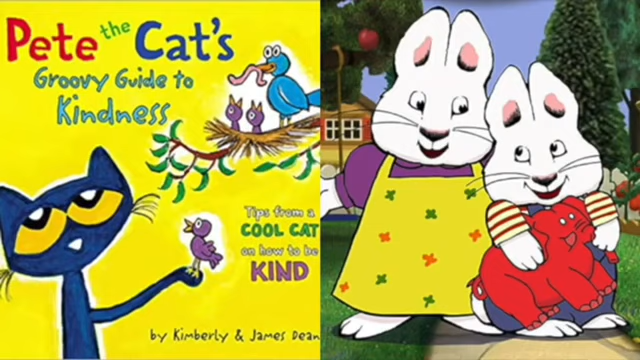 Pete the Cat's
Groovy Guide to
Kindness
Tips from a
COOL CAT
on how to be
KIND
by Kimberly & James Dean